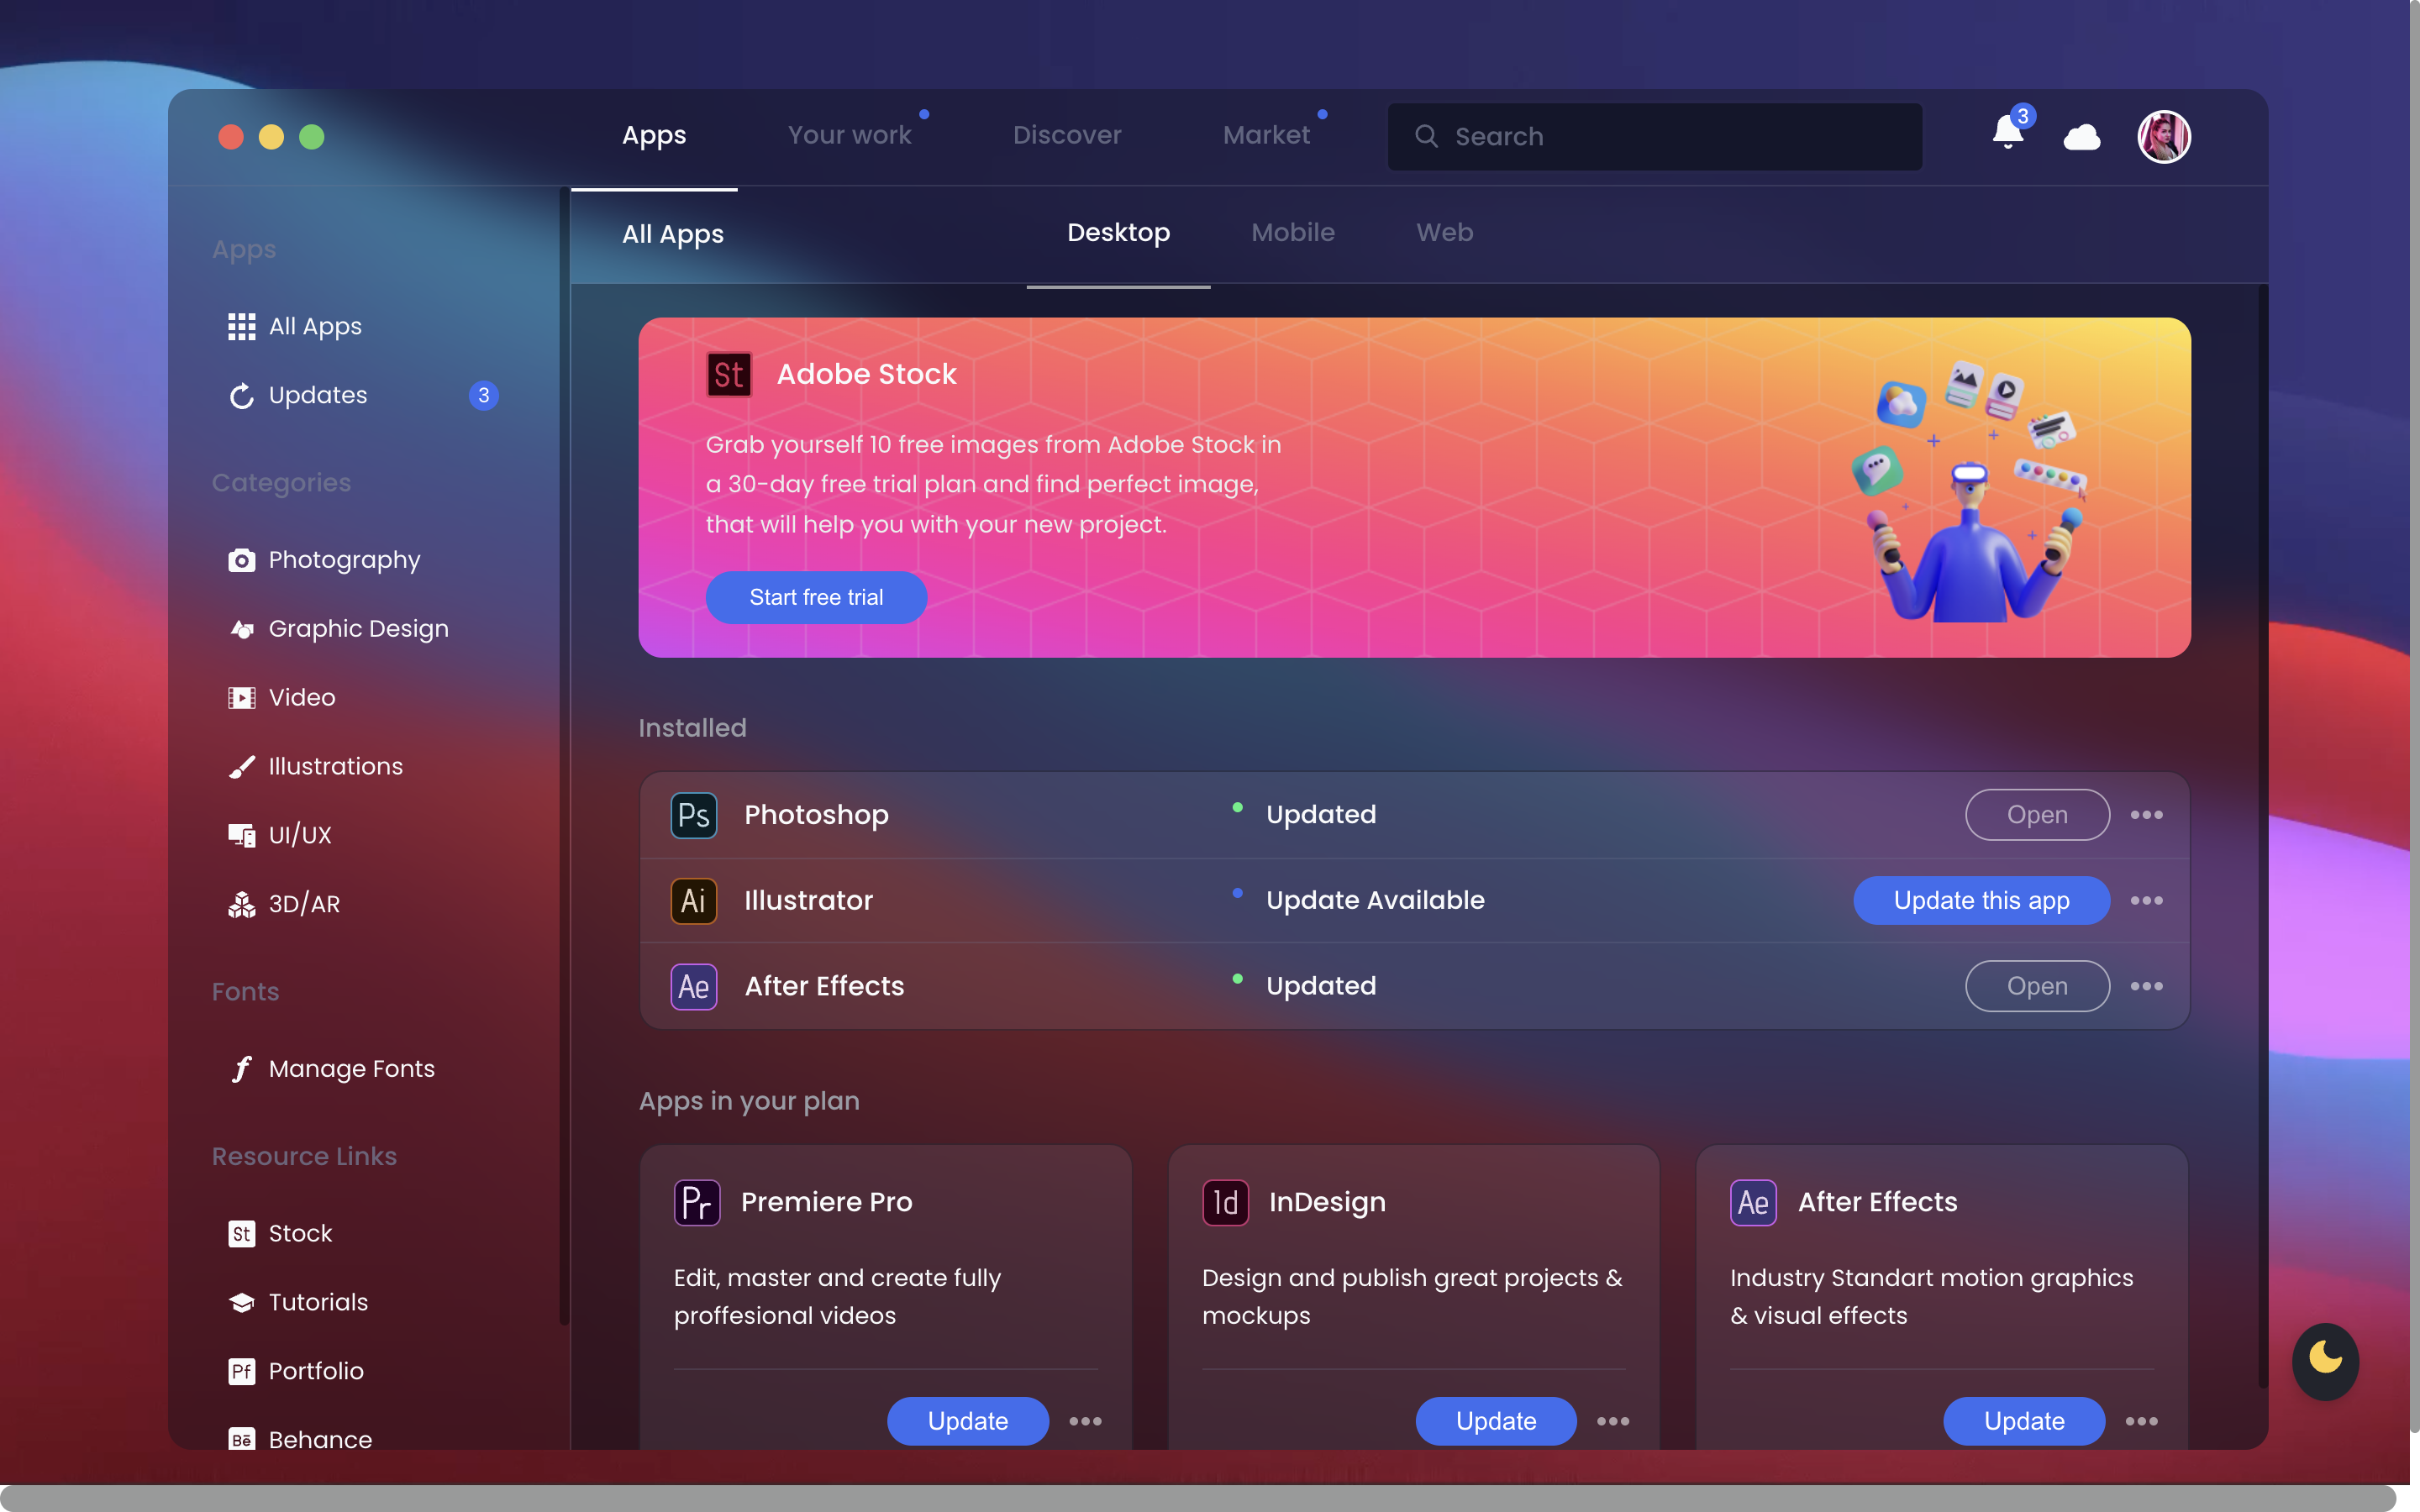 Apps
Your work
Discover
Market
Search
3
All Apps
Desktop
Mobile
Web
Apps
All Apps
Updates
3
Categories
Photography
Graphic Design
Video
Illustrations
UI/UX
3D/AR
Fonts
Manage Fonts
Resource Links
St
Stock
Tutorials
Pf
Portfolio
Bē
Behance
St
Adobe Stock
Grab yourself 10 free images from Adobe Stock in
a 30-day free trial plan and find perfect image,
that will help you with your new project.
Start free trial
Installed
Ps
Photoshop
Updated
Open
Ai
Illustrator
Update Available
Update this app
Ae
After Effects
Updated
Open
Apps in your plan
Pr
Premiere Pro
Edit, master and create fully
proffesional videos
Update
Id
InDesign
Design and publish great projects &
mockups
Update
Ae
After Effects
Industry Standart motion graphics
& visual effects
Update